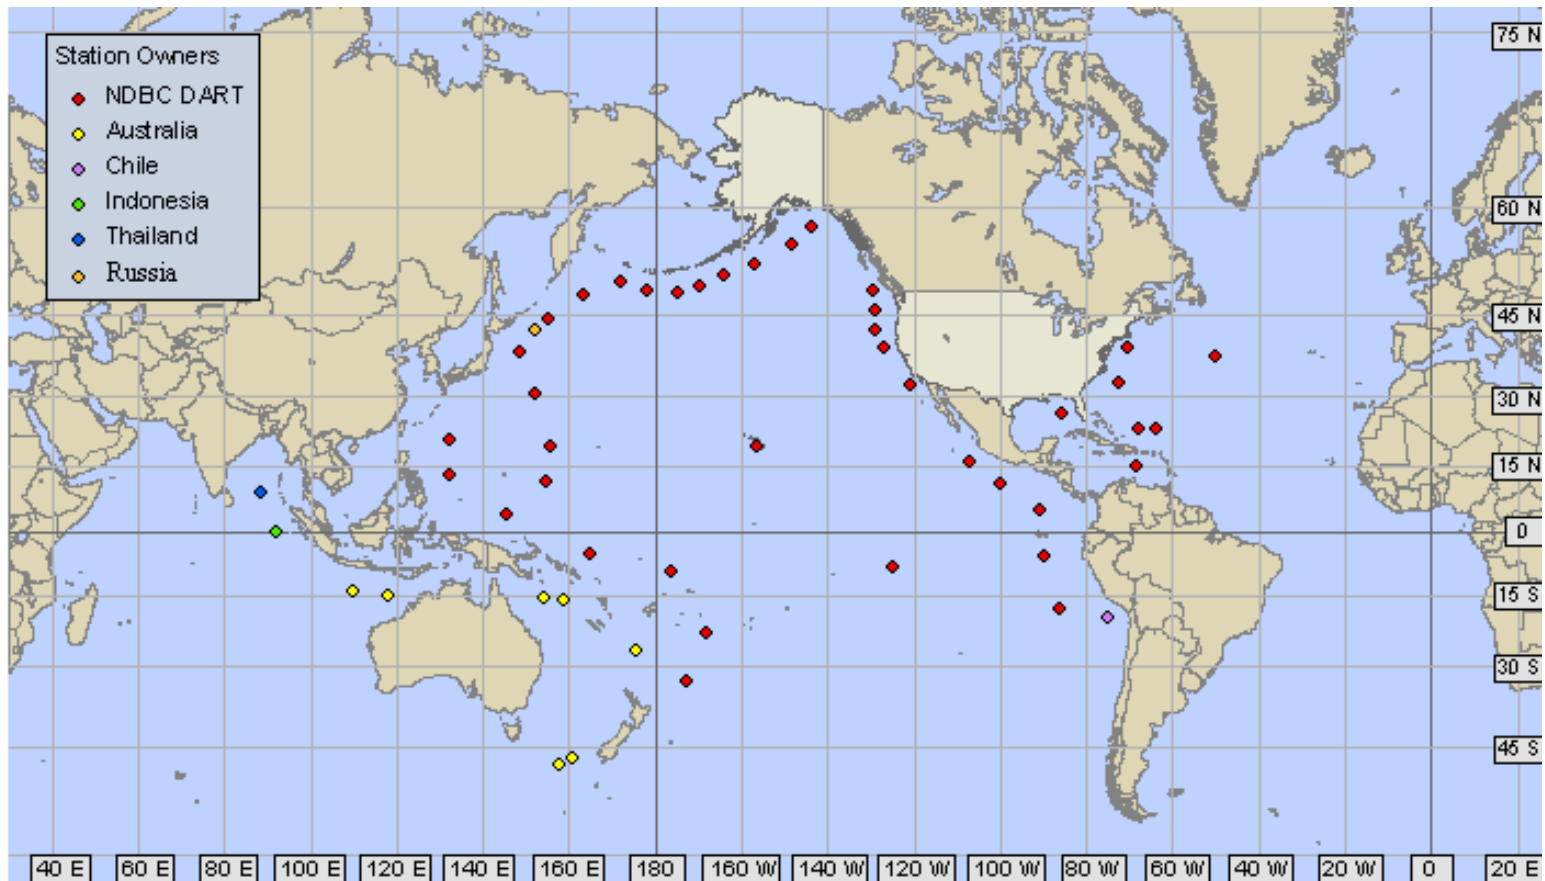 Station Owners
NDBC DART
Australia
Chile
Indonesia
Thailand
Russia
75 N
60 N
45 N
30 N
15 N
0
15 S
30 S
45 S
40 E
60 E
80 E
100 E
120 E
140 E
160 E
180
160 W
140 W
120 W
100 W
80 W
60 W
40 W
20 W
0
20 E